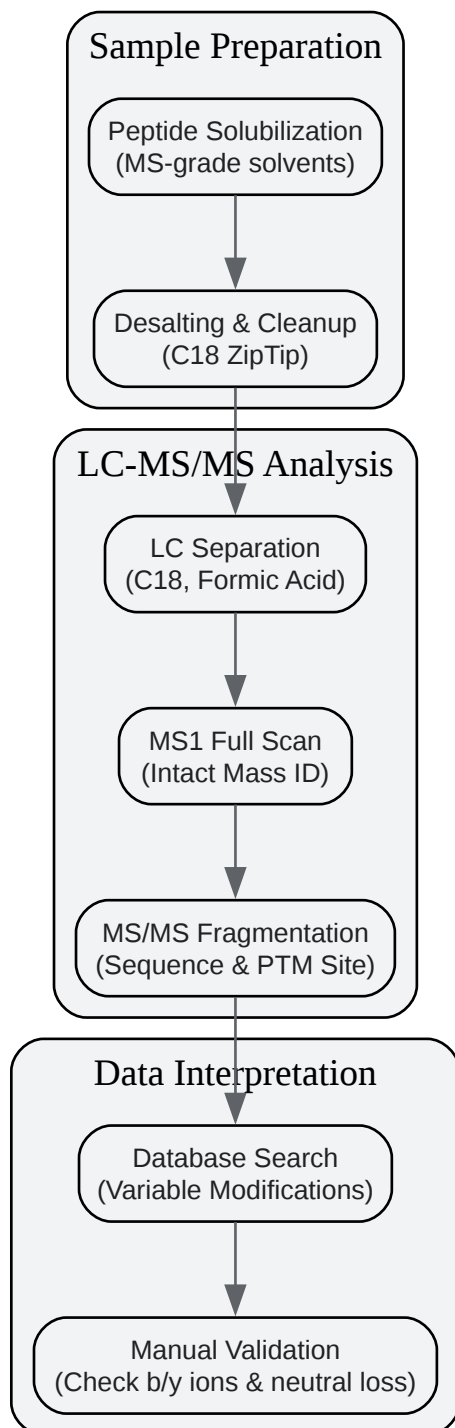 Sample Preparation
Peptide Solubilization
(MS-grade solvents)
Desalting & Cleanup
(C18 ZipTip)
LC-MS/MS Analysis
LC Separation
(C18, Formic Acid)
MS1 Full Scan
(Intact Mass ID)
MS/MS Fragmentation
(Sequence & PTM Site)
Data Interpretation
Database Search
(Variable Modifications)
Manual Validation
(Check b/y ions & neutral loss)